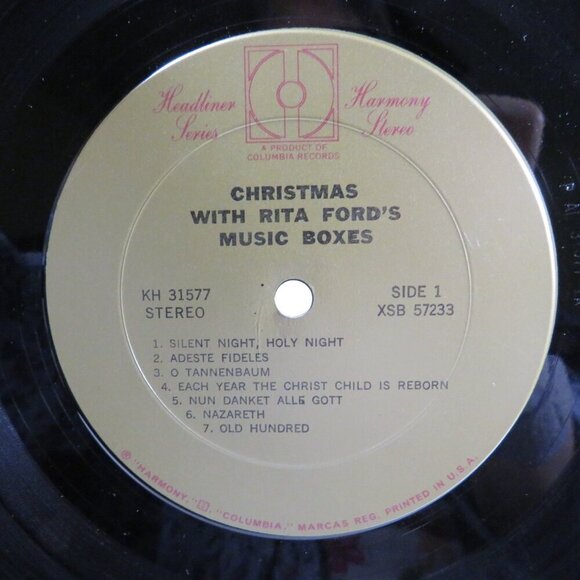 Headliner Series
Harmony Stereo
A PRODUCT OF
COLUMBIA RECORDS
CHRISTMAS
WITH RITA FORD'S
MUSIC BOXES
KH 31577
STEREO
SIDE 1
XSB 57233
1. SILENT NIGHT, HOLY NIGHT
2. ADESTE FIDELES
3. O TANNENBAUM
4. EACH YEAR THE CHRIST CHILD IS REBORN
5. NUN DANKET ALLE GOTT
6. NAZARETH
7. OLD HUNDRED
® "HARMONY," "COLUMBIA," MARCAS REG. PRINTED IN U.S.A.